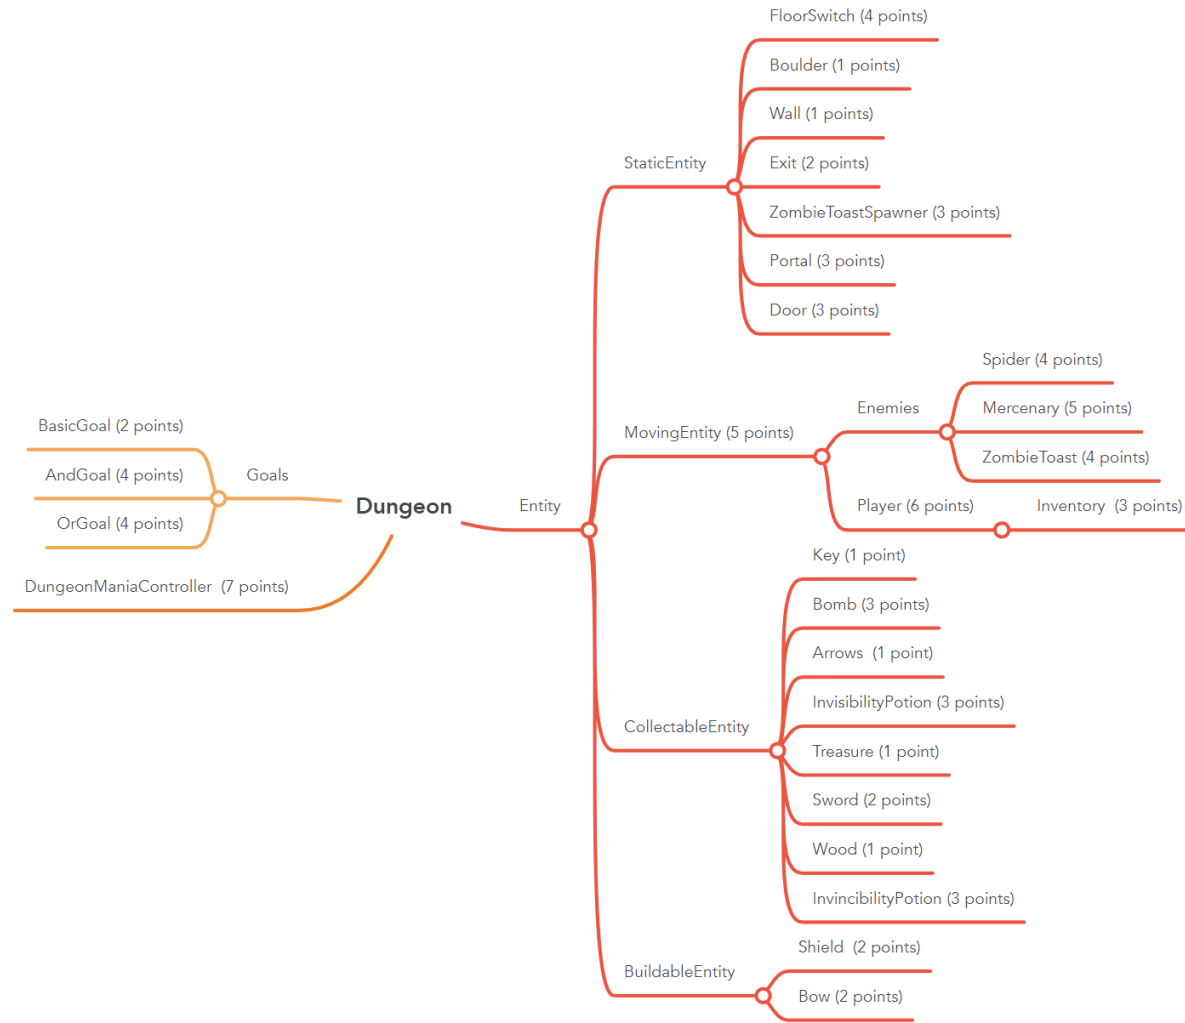 FloorSwitch (4 points)
Boulder (1 points)
Wall (1 points)
StaticEntity
Exit (2 points)
ZombieToastSpawner (3 points)
Portal (3 points)
Door (3 points)
Spider (4 points)
Enemies
Mercenary (5 points)
MovingEntity (5 points)
ZombieToast (4 points)
Player (6 points)
Inventory (3 points)
BasicGoal (2 points)
AndGoal (4 points)
Goals
OrGoal (4 points)
Dungeon
Entity
DungeonManiaController (7 points)
Key (1 point)
Bomb (3 points)
Arrows (1 point)
InvisibilityPotion (3 points)
CollectableEntity
Treasure (1 point)
Sword (2 points)
Wood (1 point)
InvincibilityPotion (3 points)
Shield (2 points)
BuildableEntity
Bow (2 points)